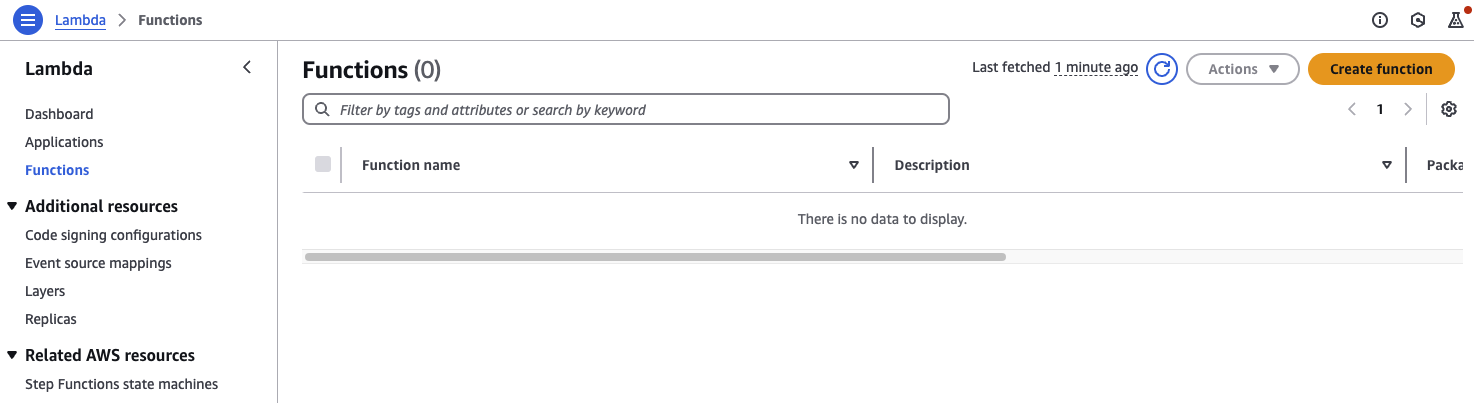 Lambda > Functions
Lambda
Dashboard
Applications
Functions
Additional resources
Code signing configurations
Event source mappings
Layers
Replicas
Related AWS resources
Step Functions state machines
Functions (0)
Last fetched 1 minute ago
Actions
Create function
Filter by tags and attributes or search by keyword
1
Function name
Description
Packa
There is no data to display.